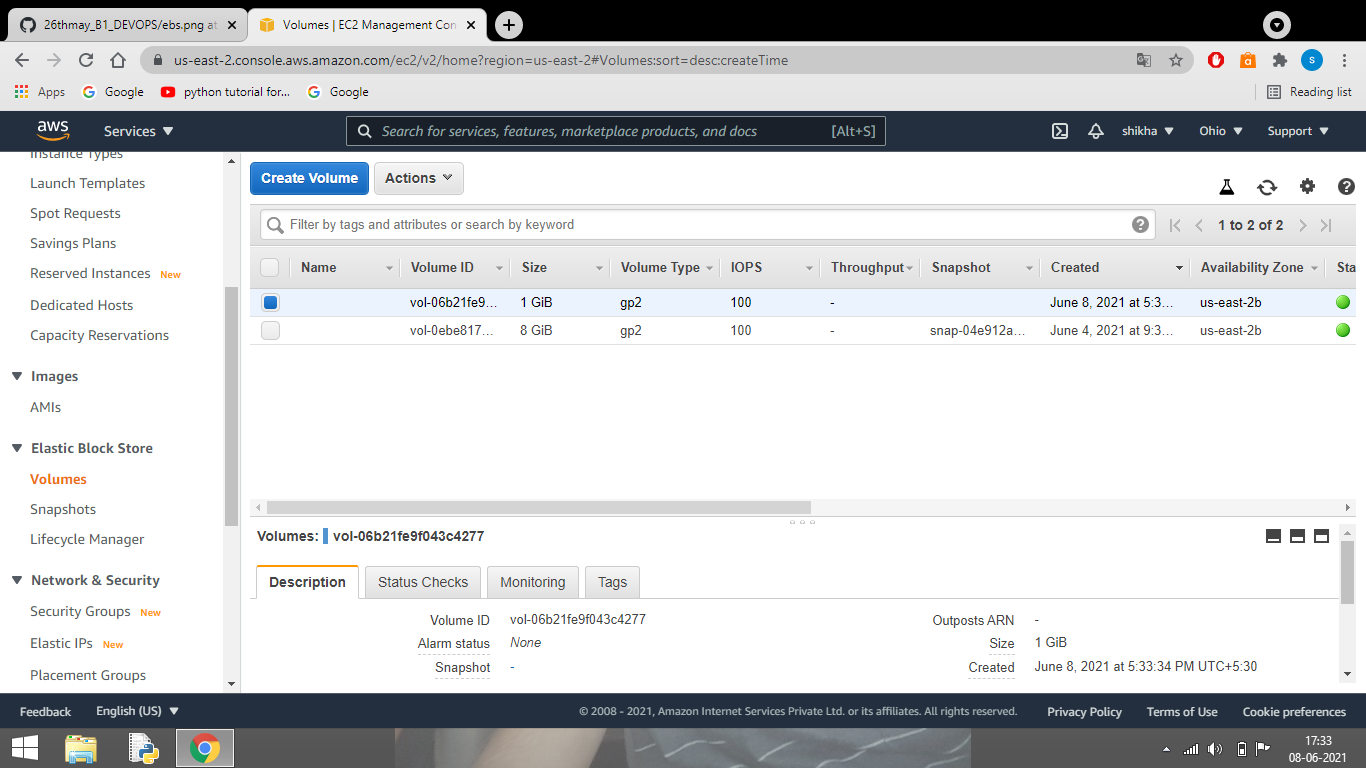 26thmay_B1_DEVOPS/ebs.png at
Volumes | EC2 Management Con
us-east-2.console.aws.amazon.com/ec2/v2/home?region=us-east-2#Volumes:sort=desc:createTime
S
Apps Google python tutorial for... Google Reading list
aws Services Search for services, features, marketplace products, and docs [Alt+S] shikha Ohio Support
Instance Types
Launch Templates
Spot Requests
Savings Plans
Reserved Instances New
Dedicated Hosts
Capacity Reservations
Images
AMIs
Elastic Block Store
Volumes
Snapshots
Lifecycle Manager
Network & Security
Security Groups New
Elastic IPs New
Placement Groups
Create Volume Actions
Filter by tags and attributes or search by keyword 1 to 2 of 2
Name Volume ID Size Volume Type IOPS Throughput Snapshot Created Availability Zone Sta
vol-06b21fe9... 1 GiB gp2 100 - June 8, 2021 at 5:3... us-east-2b
vol-0ebe817... 8 GiB gp2 100 - snap-04e912a... June 4, 2021 at 9:3... us-east-2b
Volumes: vol-06b21fe9f043c4277
Description Status Checks Monitoring Tags
Volume ID vol-06b21fe9f043c4277 Outposts ARN -
Alarm status None Size 1 GiB
Snapshot - Created June 8, 2021 at 5:33:34 PM UTC+5:30
Feedback English (US) © 2008 - 2021, Amazon Internet Services Private Ltd. or its affiliates. All rights reserved. Privacy Policy Terms of Use Cookie preferences
17:33
08-06-2021